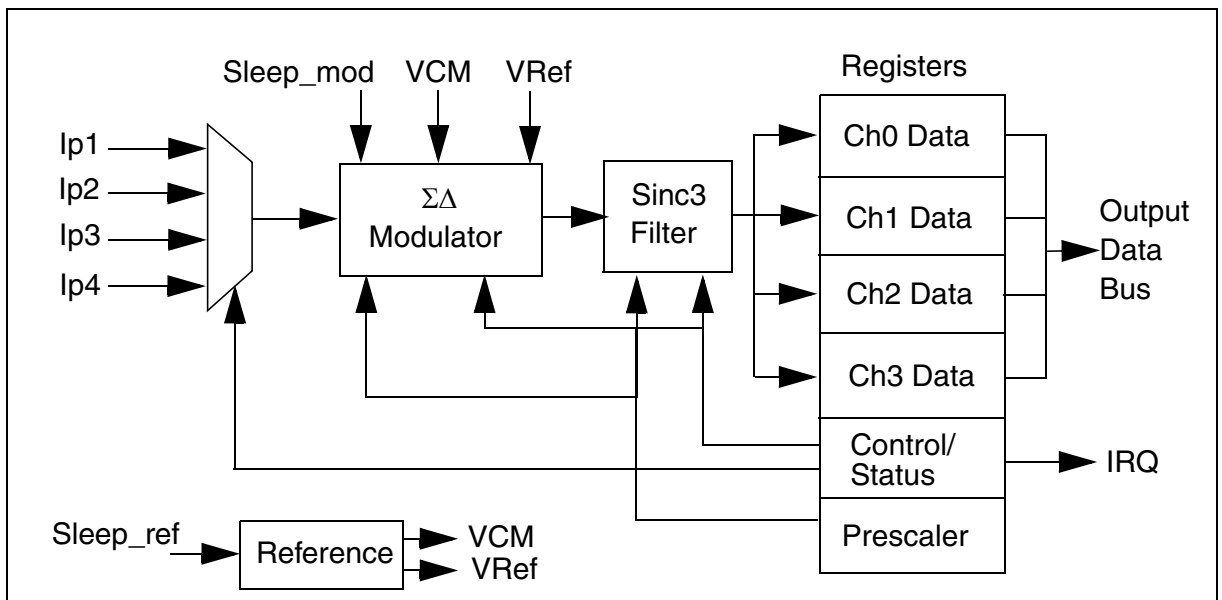 Sleep_mod
VCM
VRef
Registers
Ip1
Ip2
Ip3
Ip4
ΣΔ
Modulator
Sinc3
Filter
Ch0 Data
Ch1 Data
Ch2 Data
Ch3 Data
Control/
Status
Prescaler
Output
Data
Bus
IRQ
Sleep_ref
Reference
VCM
VRef